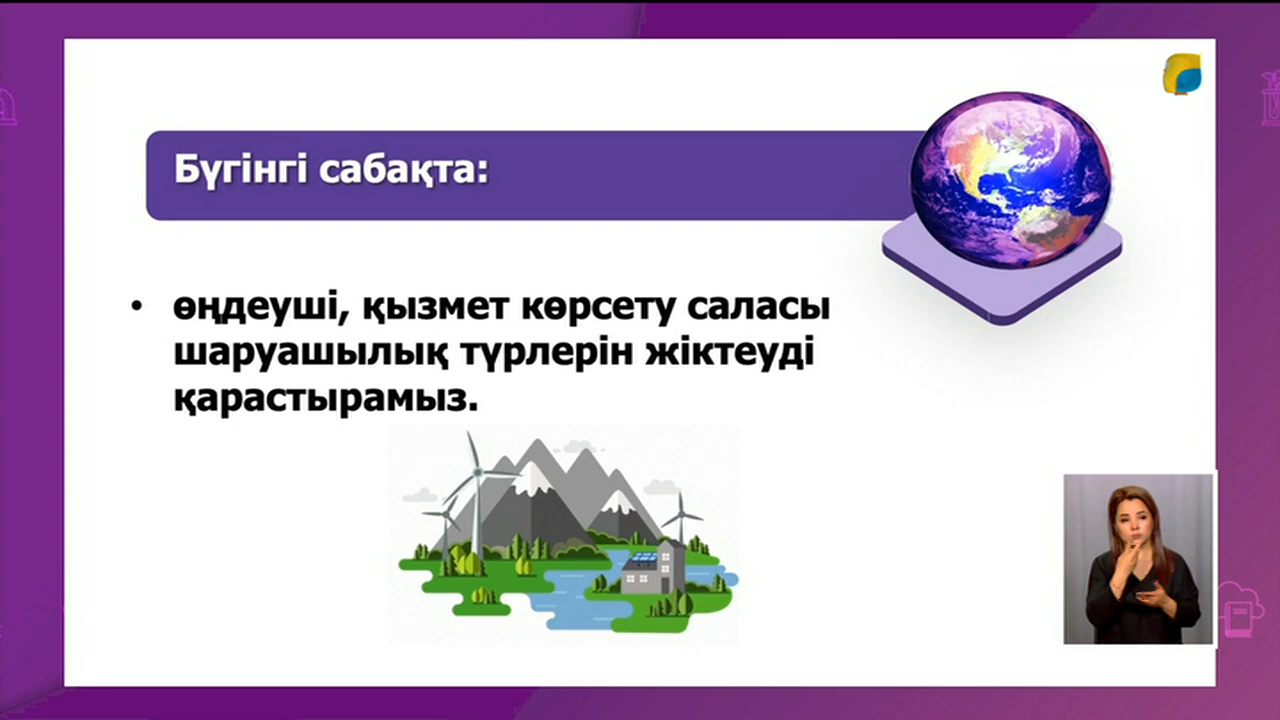 Бүгінгі сабақта:
• өңдеуші, қызмет көрсету саласы
шаруашылық түрлерін жіктеуді
қарастырамыз.